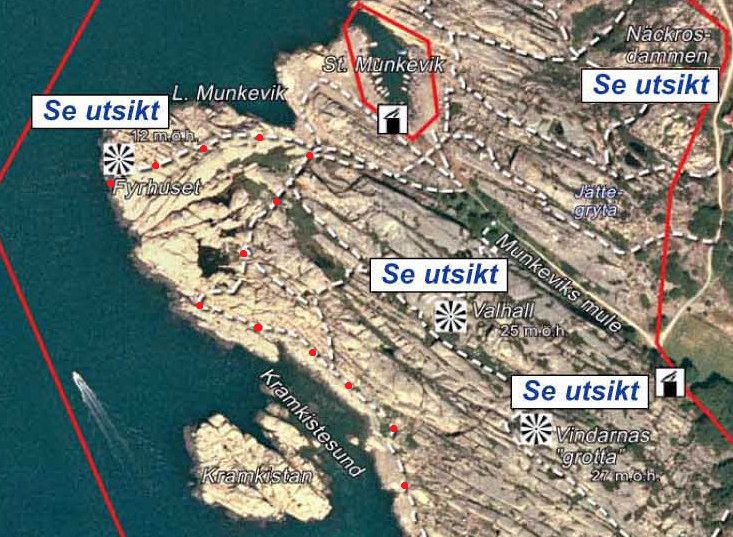 Näckros-
dammen
St. Munkevik
Se utsikt
L. Munkevik
Se utsikt
12 m.ö.h.
Fyrhuset
Jätte-
gryta
Munkeviks mule
Se utsikt
Valhall
25 m.ö.h.
Se utsikt
Kramkistesund
Vindarnas
"grotta"
27 m.ö.h.
Kramkistan